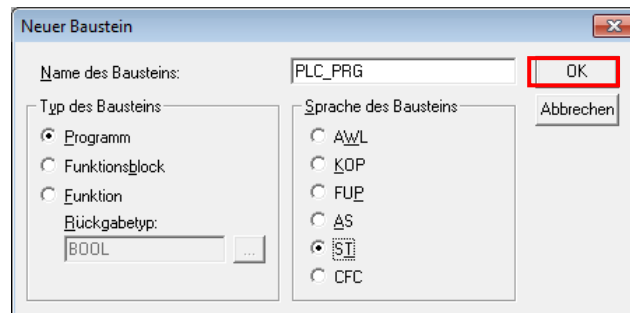 Neuer Baustein
Name des Bausteins: PLC_PRG OK
Abbrechen
Typ des Bausteins
Programm
Funktionsblock
Funktion
Rückgabetyp:
BOOL ...
Sprache des Bausteins
AWL
KOP
FUP
AS
ST
CFC